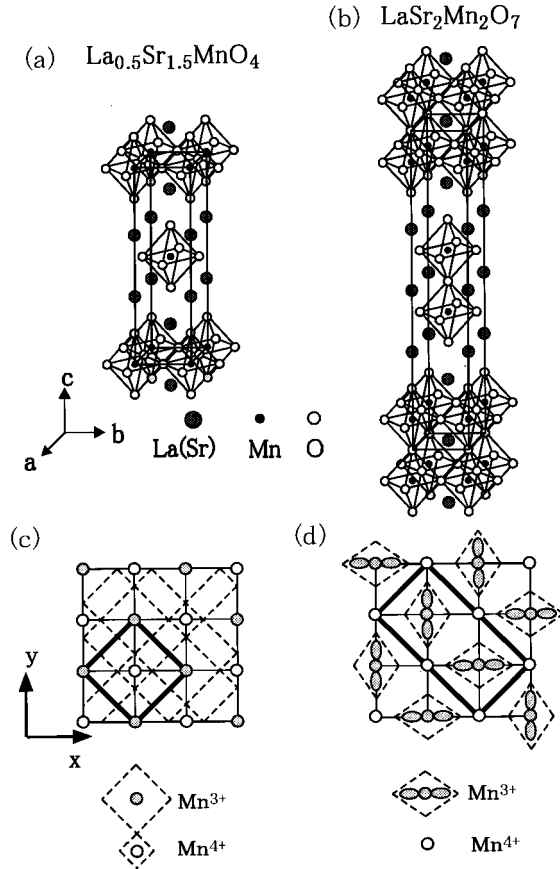 (a) La₀.₅Sr₁.₅MnO₄
(b) LaSr₂Mn₂O₇
c
b
a
La(Sr) Mn O
(c)
(d)
y
x
Mn³⁺
Mn⁴⁺
Mn³⁺
Mn⁴⁺